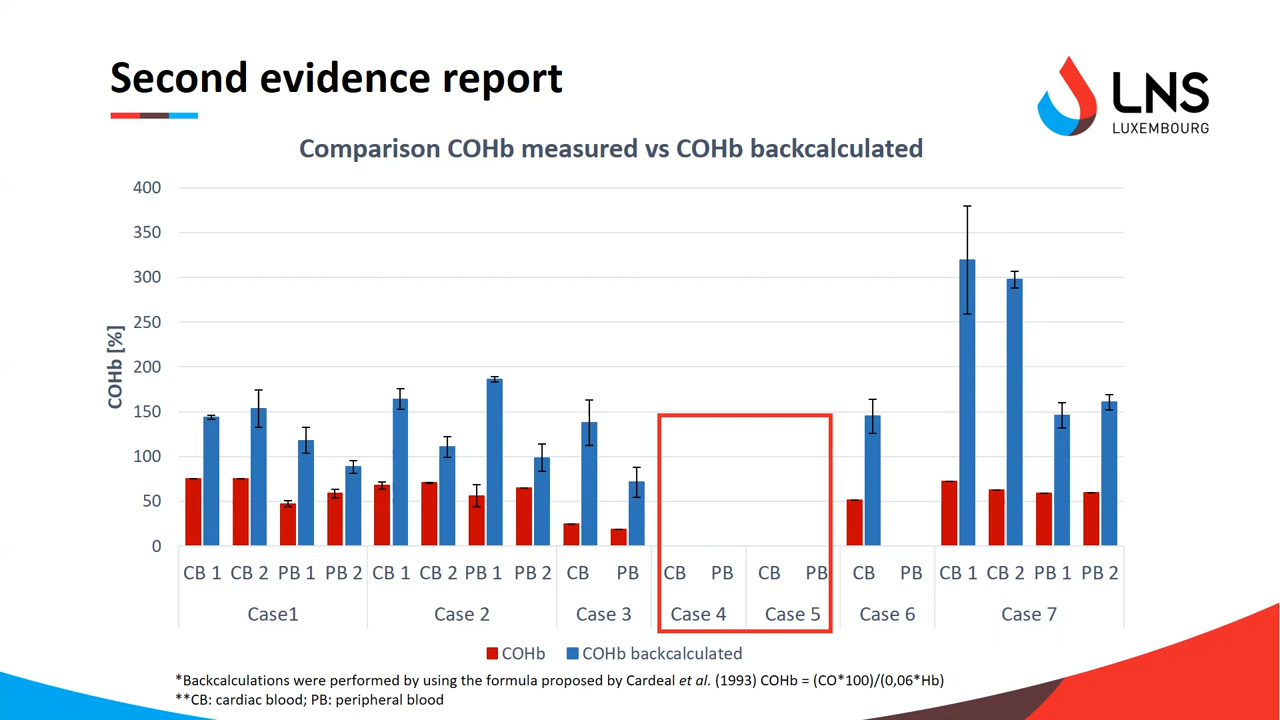 Second evidence report
LNS
LUXEMBOURG
Comparison COHb measured vs COHb backcalculated
COHb [%]
400
350
300
250
200
150
100
50
0
CB 1 CB 2 PB 1 PB 2 CB 1 CB 2 PB 1 PB 2 CB PB CB PB CB PB CB PB CB 1 CB 2 PB 1 PB 2
Case1 Case 2 Case 3 Case 4 Case 5 Case 6 Case 7
COHb COHb backcalculated
*Backcalculations were performed by using the formula proposed by Cardeal et al. (1993) COHb = (CO*100)/(0,06*Hb)
**CB: cardiac blood; PB: peripheral blood